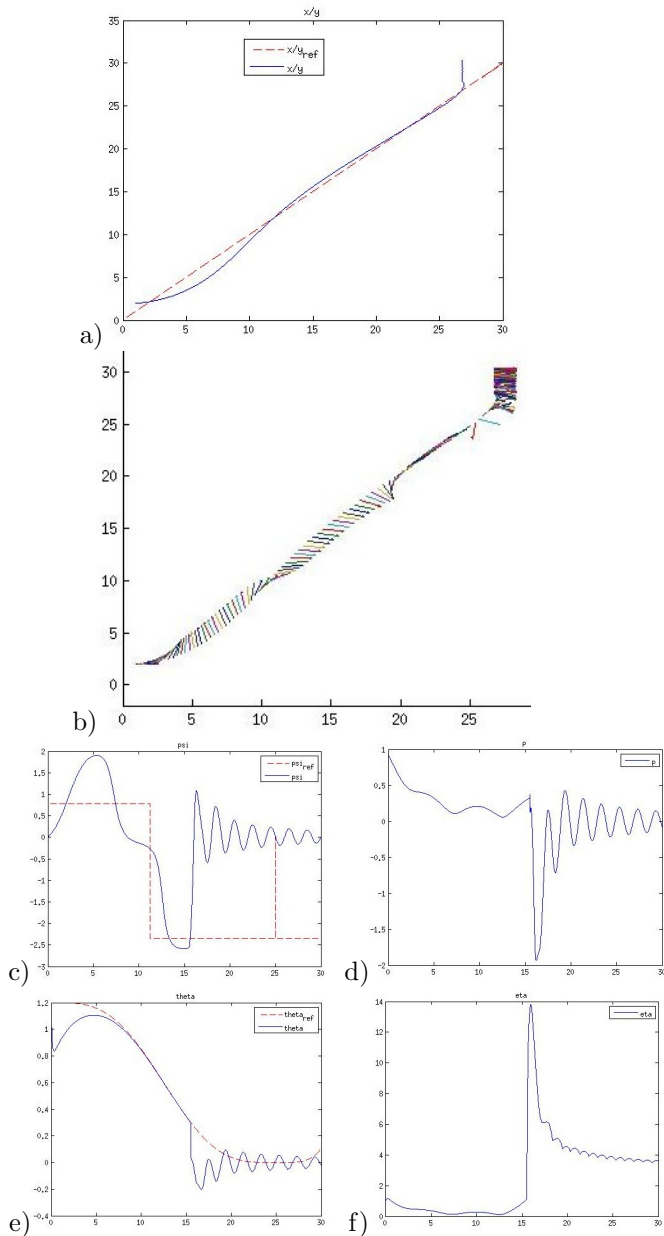 x/y
35
30
25
20
15
10
5
0
x/y_ref
x/y
0 5 10 15 20 25 30
a)
30
25
20
15
10
5
0
0 5 10 15 20 25
b)
psi
2
1.5
1
0.5
0
-0.5
-1
-1.5
-2
-2.5
-3
psi_ref
psi
0 5 10 15 20 25 30
c)
P
1
0.5
0
-0.5
-1
-1.5
-2
P
0 5 10 15 20 25 30
d)
theta
1.2
1
0.8
0.6
0.4
0.2
0
-0.2
-0.4
theta_ref
theta
0 5 10 15 20 25 30
e)
eta
14
12
10
8
6
4
2
0
eta
0 5 10 15 20 25 30
f)